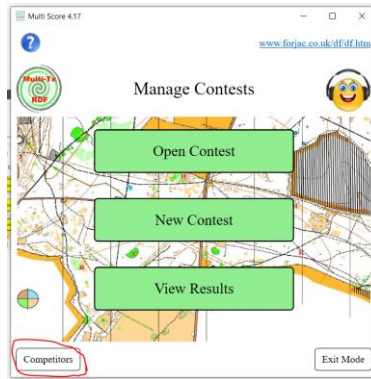 Multi Score 4.17
?
www.forjac.co.uk/df/df.htm
Multi-Tx
RDF
Manage Contests
Open Contest
New Contest
View Results
Competitors
Exit Mode